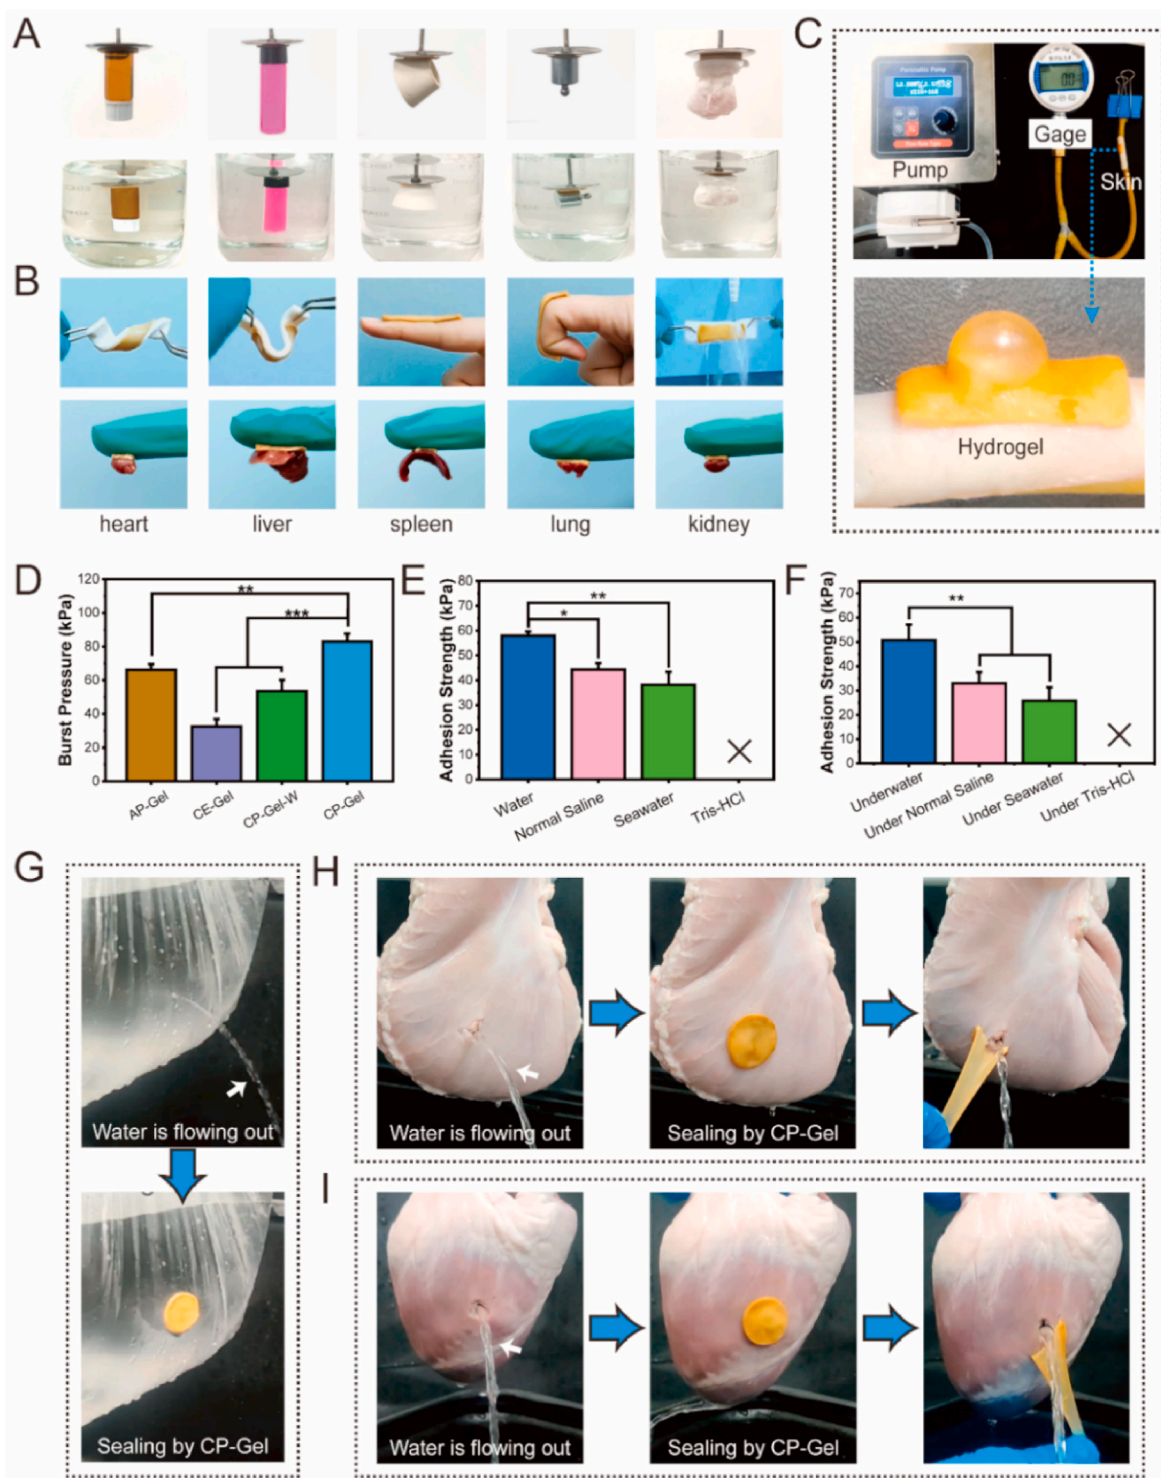 A
C
Peristaltic Pump
Pump
Gage
Skin
B
Hydrogel
heart
liver
spleen
lung
kidney
D
Burst Pressure (kPa)
120
100
80
60
40
20
0
**
***
AP-Gel
CE-Gel
CP-Gel-W
CP-Gel
E
Adhesion Strength (kPa)
80
70
60
50
40
30
20
10
0
**
*
Water
Normal Saline
Seawater
Tris-HCl
F
Adhesion Strength (kPa)
70
60
50
40
30
20
10
0
**
Underwater
Under Normal Saline
Under Seawater
Under Tris-HCl
G
Water is flowing out
Sealing by CP-Gel
H
Water is flowing out
Sealing by CP-Gel
I
Water is flowing out
Sealing by CP-Gel